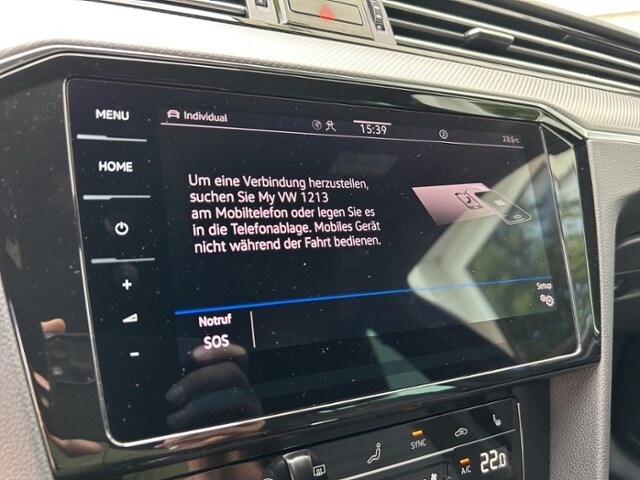 MENU
HOME
Individual
15:39
23.5°C
Um eine Verbindung herzustellen,
suchen Sie My VW 1213
am Mobiltelefon oder legen Sie es
in die Telefonablage. Mobiles Gerät
nicht während der Fahrt bedienen.
Setup
+
-
Notruf
SOS
SYNC
A/C
22.0